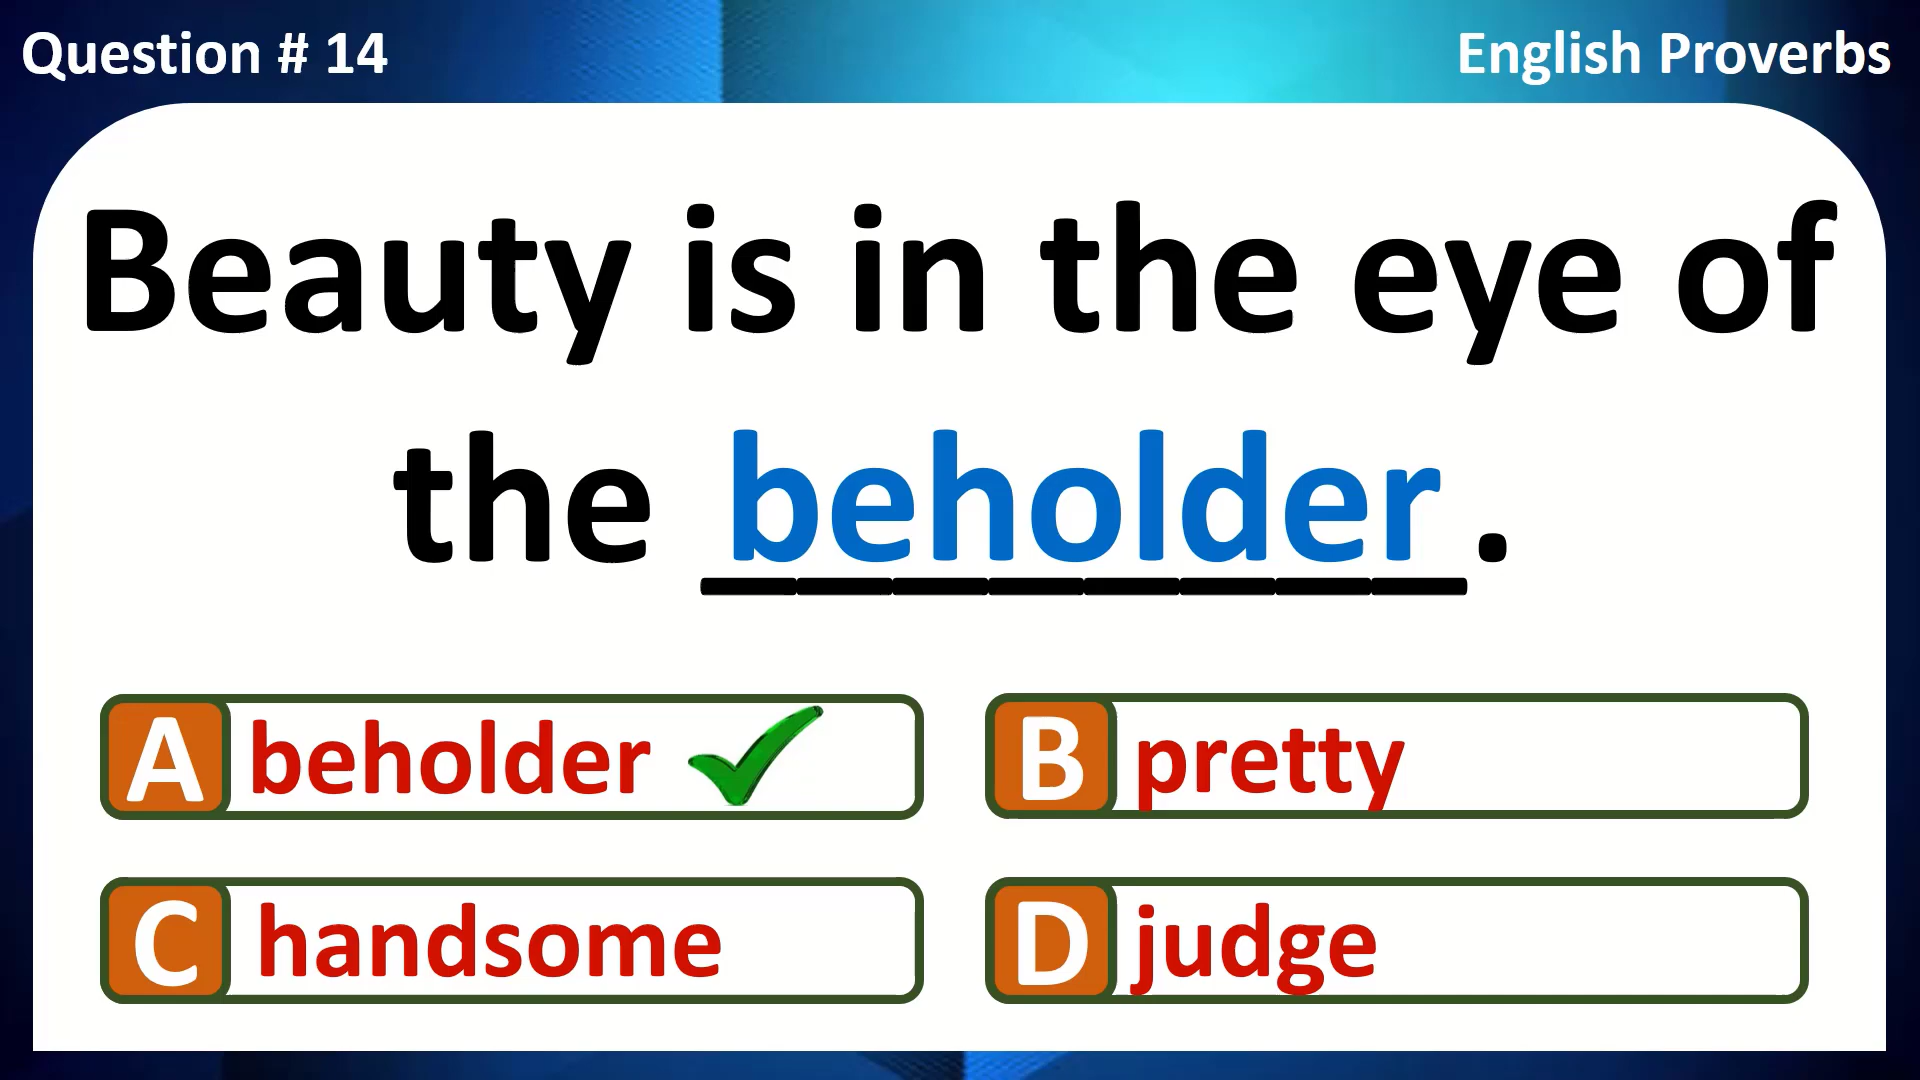 Question # 14
English Proverbs
Beauty is in the eye of
the beholder.
A beholder
B pretty
C handsome
D judge